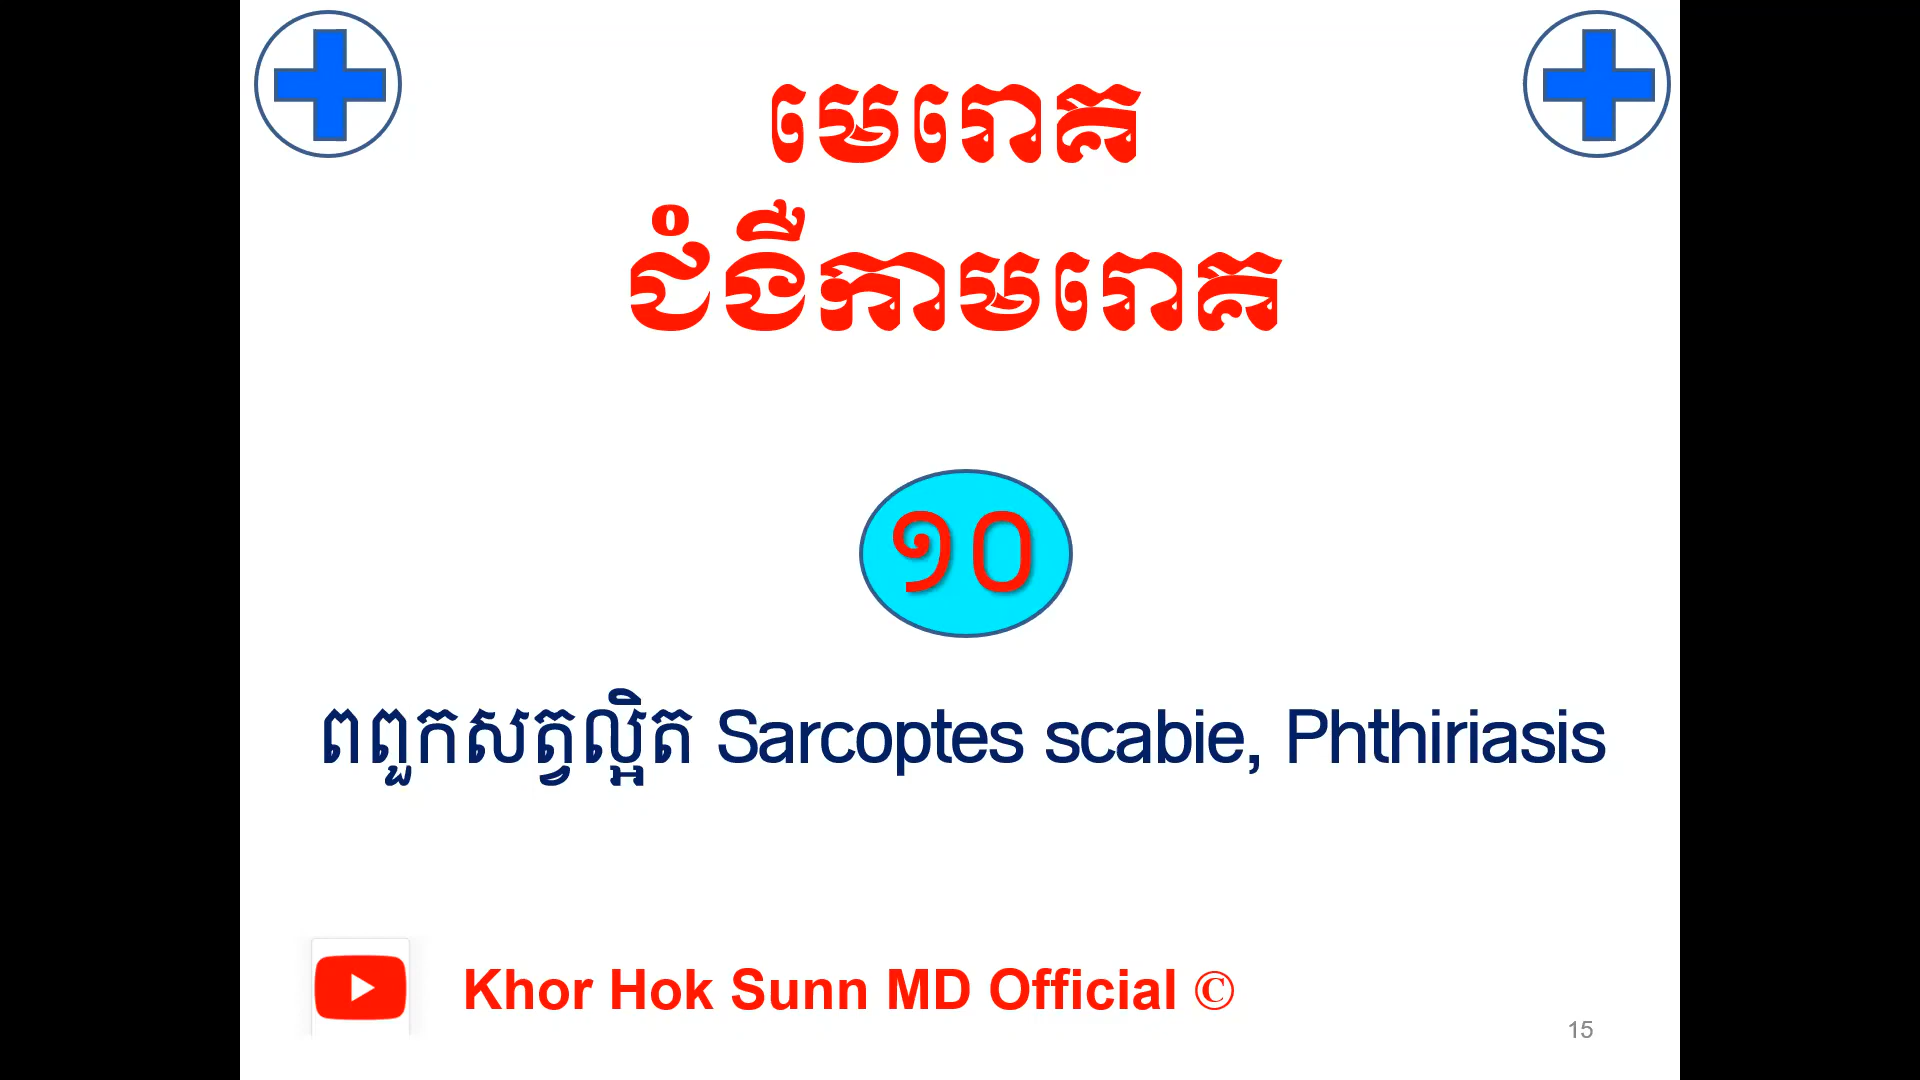 មេរោគ
ជំងឺកាមរោគ
១០
ពពួកសត្វល្អិត Sarcoptes scabie, Phthiriasis
Khor Hok Sunn MD Official ©
15